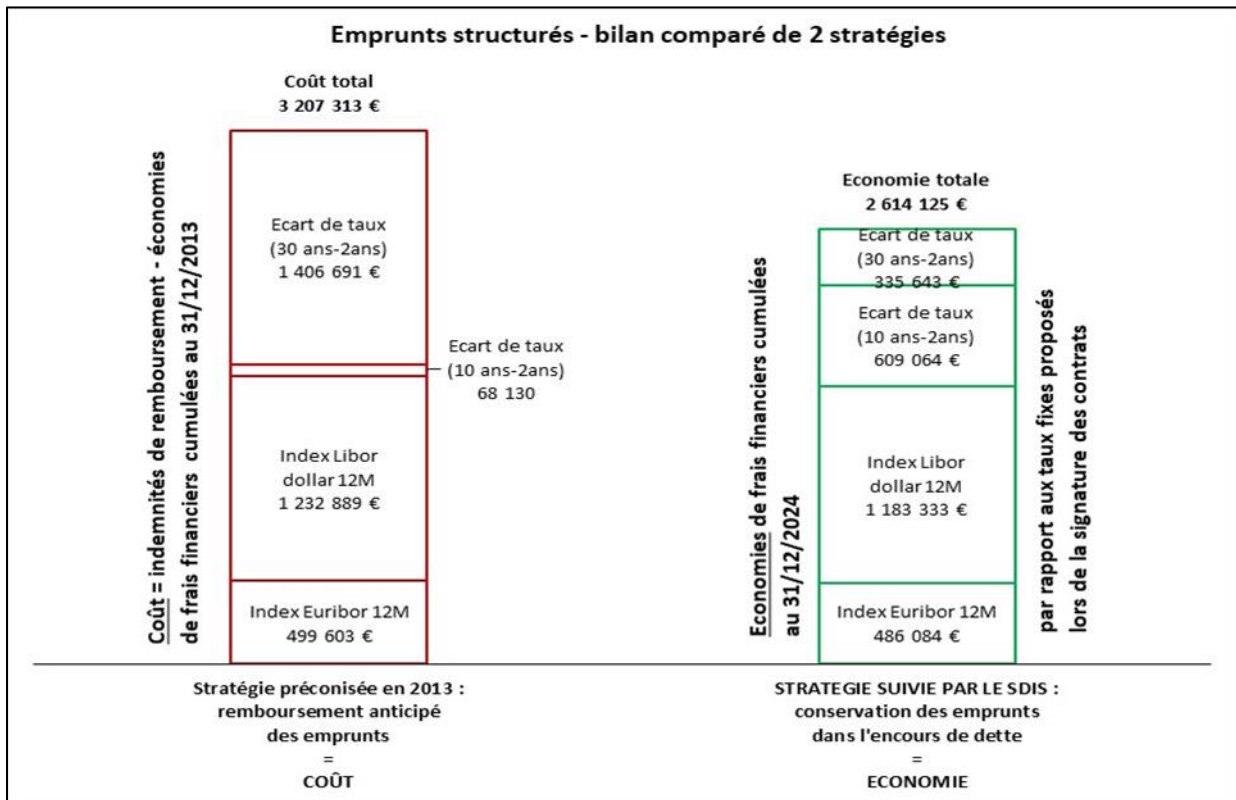 Emprunts structurés - bilan comparé de 2 stratégies
Coût total
3 207 313 €
Coût = indemnités de remboursement - économies
de frais financiers cumulées au 31/12/2013
Ecart de taux
(30 ans-2ans)
1 406 691 €
Ecart de taux
(10 ans-2ans)
68 130
Index Libor
dollar 12M
1 232 889 €
Index Euribor 12M
499 603 €
Stratégie préconisée en 2013 :
remboursement anticipé
des emprunts
=
COÛT
Economie totale
2 614 125 €
Economies de frais financiers cumulées
au 31/12/2024
Ecart de taux
(30 ans-2ans)
335 643 €
Ecart de taux
(10 ans-2ans)
609 064 €
Index Libor
dollar 12M
1 183 333 €
Index Euribor 12M
486 084 €
par rapport aux taux fixes proposés
lors de la signature des contrats
STRATEGIE SUIVIE PAR LE SDIS :
conservation des emprunts
dans l'encours de dette
=
ECONOMIE